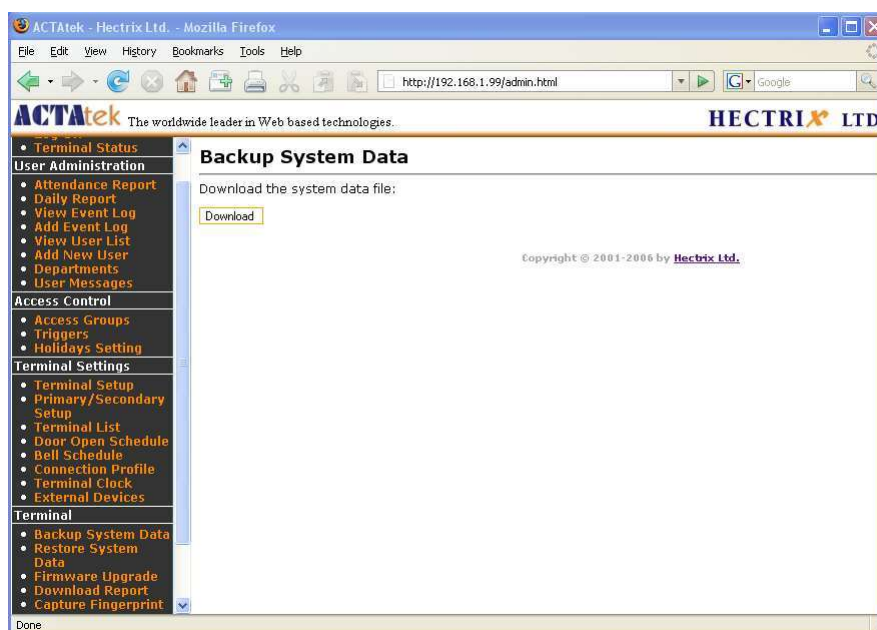 ACTAtek - Hectrix Ltd. - Mozilla Firefox
File Edit View History Bookmarks Tools Help
http://192.168.1.99/admin.html
G Google
ACTAtek The worldwide leader in Web based technologies.
HECTRIX LTD
Terminal Status
User Administration
Attendance Report
Daily Report
View Event Log
Add Event Log
View User List
Add New User
Departments
User Messages
Access Control
Access Groups
Triggers
Holidays Setting
Terminal Settings
Terminal Setup
Primary/Secondary
Setup
Terminal List
Door Open Schedule
Bell Schedule
Connection Profile
Terminal Clock
External Devices
Terminal
Backup System Data
Restore System
Data
Firmware Upgrade
Download Report
Capture Fingerprint
Backup System Data
Download the system data file:
Download
Copyright © 2001-2006 by Hectrix Ltd.
Done